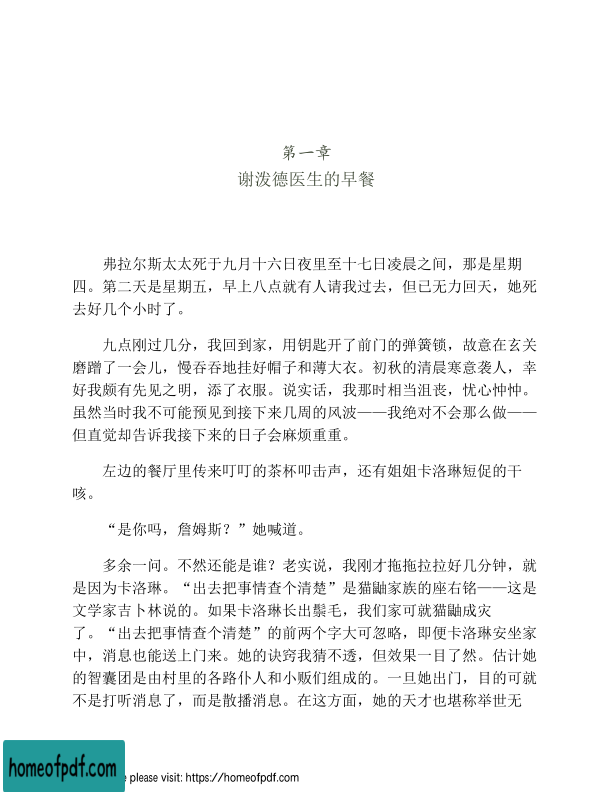 第一章
谢泼德医生的早餐
弗拉尔斯太太死于九月十六日夜里至十七日凌晨之间，那是星期
四。第二天是星期五，早上八点就有人请我过去，但已无力回天，她死
去好几个小时了。
九点刚过几分，我回到家，用钥匙开了前门的弹簧锁，故意在玄关
磨蹭了一会儿，慢吞吞地挂好帽子和薄大衣。初秋的清晨寒意袭人，幸
好我颇有先见之明，添了衣服。说实话，我那时相当沮丧，忧心忡忡。
虽然当时我不可能预见到接下来几周的风波——我绝对不会那么做——
但直觉却告诉我接下来的日子会麻烦重重。
左边的餐厅里传来叮叮的茶杯叩击声，还有姐姐卡洛琳短促的干
咳。
“是你吗，詹姆斯？”她喊道。
多余一问。不然还能是谁？老实说，我刚才拖拖拉拉好几分钟，就
是因为卡洛琳。“出去把事情查个清楚”是猫鼬家族的座右铭——这是
文学家吉卜林说的。如果卡洛琳长出鬃毛，我们家可就猫鼬成灾
了。“出去把事情查个清楚”的前两个字大可忽略，即便卡洛琳安坐家
中，消息也能送上门来。她的诀窍我猜不透，但效果一目了然。估计她
的智囊团是由村里的各路仆人和小贩们组成的。一旦她出门，目的可就
不是打听消息了，而是散播消息。在这方面，她的天才也堪称举世无
homeofpdf.com
e please visit: https://homeofpdf.com